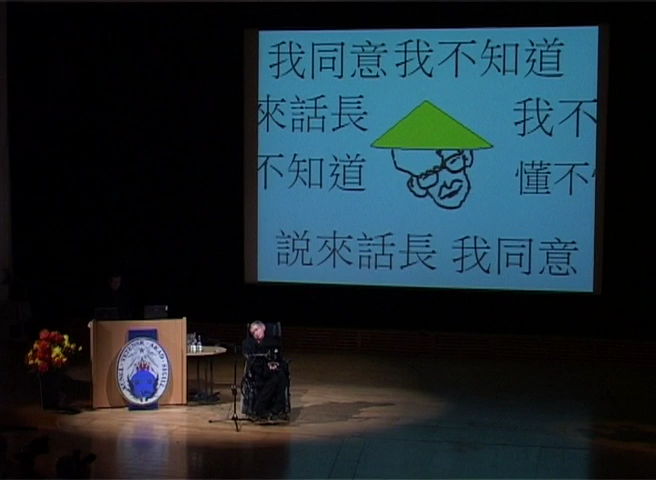 我同意我不知道
來話長
我不
不知道
懂不
説來話長 我同意